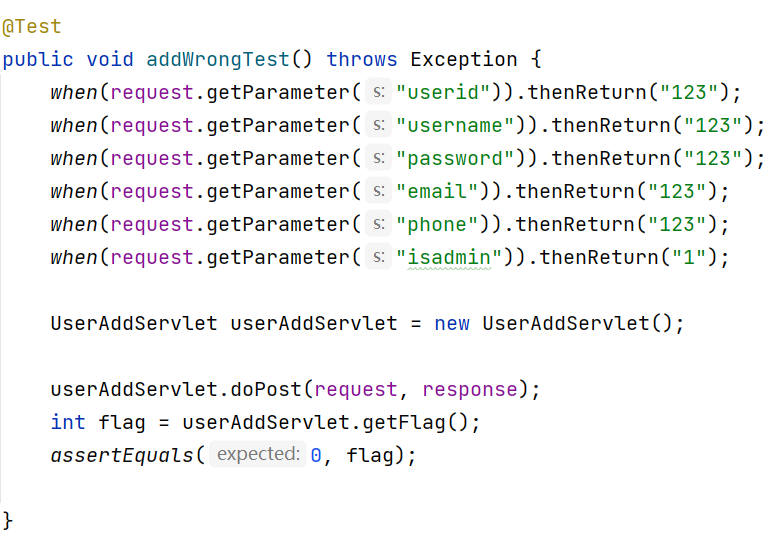 @Test
public void addWrongTest() throws Exception {
    when(request.getParameter( s: "userid")).thenReturn("123");
    when(request.getParameter( s: "username")).thenReturn("123");
    when(request.getParameter( s: "password")).thenReturn("123");
    when(request.getParameter( s: "email")).thenReturn("123");
    when(request.getParameter( s: "phone")).thenReturn("123");
    when(request.getParameter( s: "isadmin")).thenReturn("1");
    UserAddServlet userAddServlet = new UserAddServlet();
    userAddServlet.doPost(request, response);
    int flag = userAddServlet.getFlag();
    assertEquals( expected: 0, flag);
}